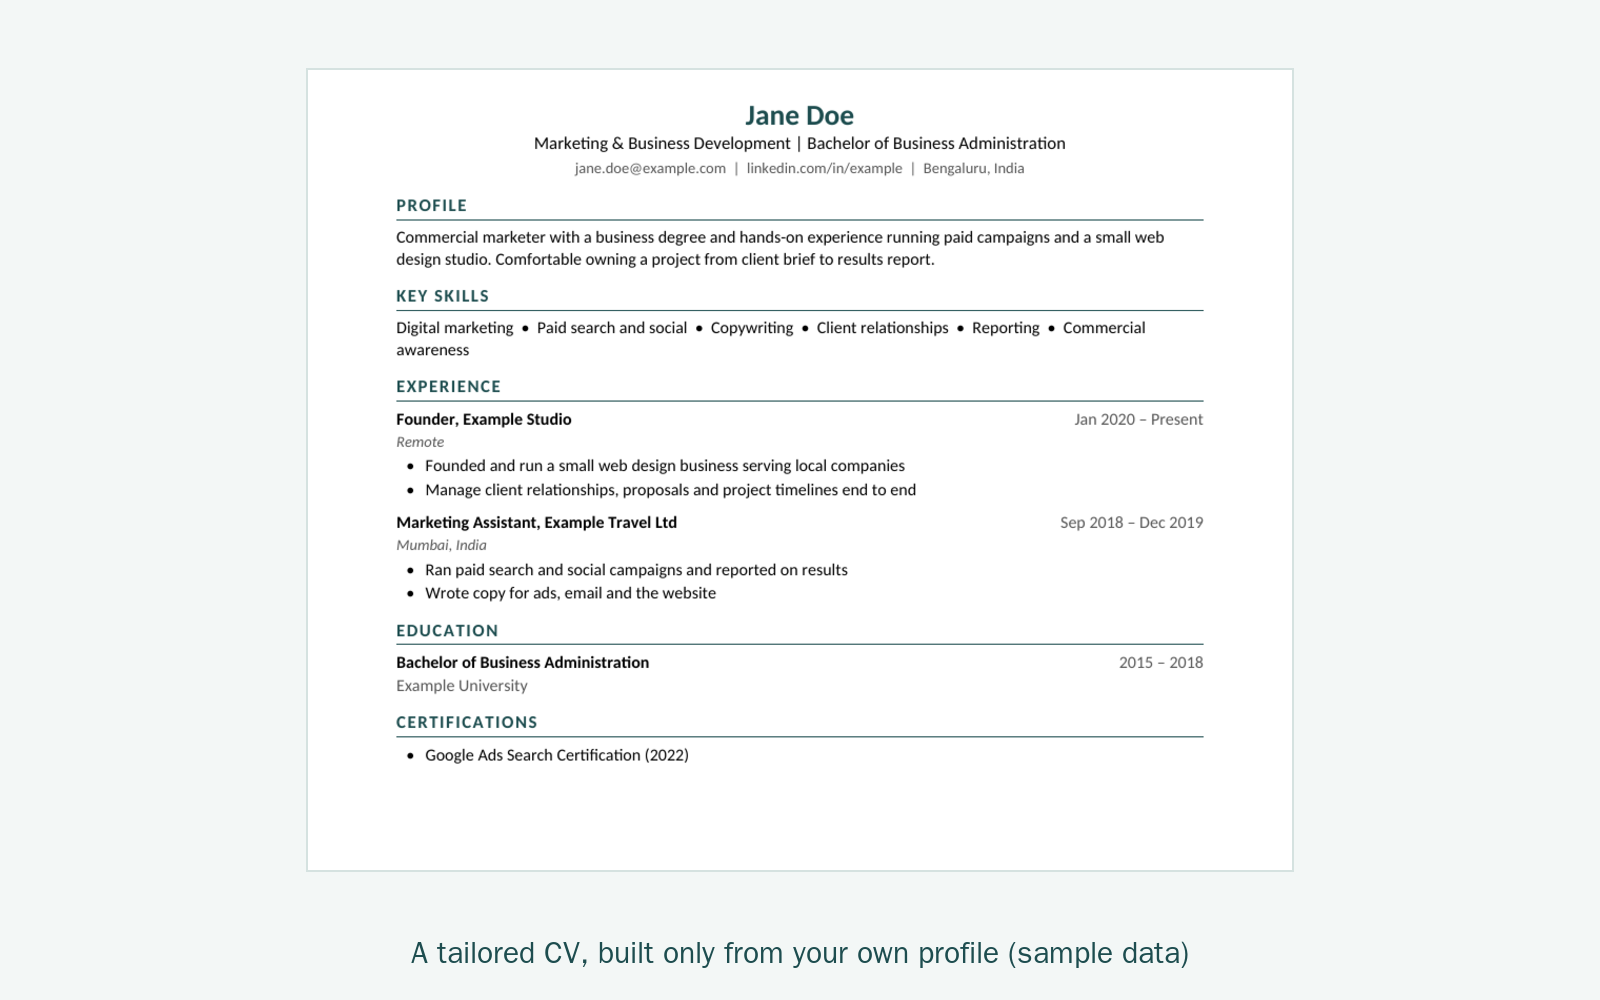 Jane Doe
Marketing & Business Development | Bachelor of Business Administration
jane.doe@example.com | linkedin.com/in/example | Bengaluru, India
PROFILE
Commercial marketer with a business degree and hands-on experience running paid campaigns and a small web
design studio. Comfortable owning a project from client brief to results report.
KEY SKILLS
Digital marketing • Paid search and social • Copywriting • Client relationships • Reporting • Commercial
awareness
EXPERIENCE
Founder, Example Studio Jan 2020 – Present
Remote
• Founded and run a small web design business serving local companies
• Manage client relationships, proposals and project timelines end to end
Marketing Assistant, Example Travel Ltd Sep 2018 – Dec 2019
Mumbai, India
• Ran paid search and social campaigns and reported on results
• Wrote copy for ads, email and the website
EDUCATION
Bachelor of Business Administration 2015 – 2018
Example University
CERTIFICATIONS
• Google Ads Search Certification (2022)
A tailored CV, built only from your own profile (sample data)